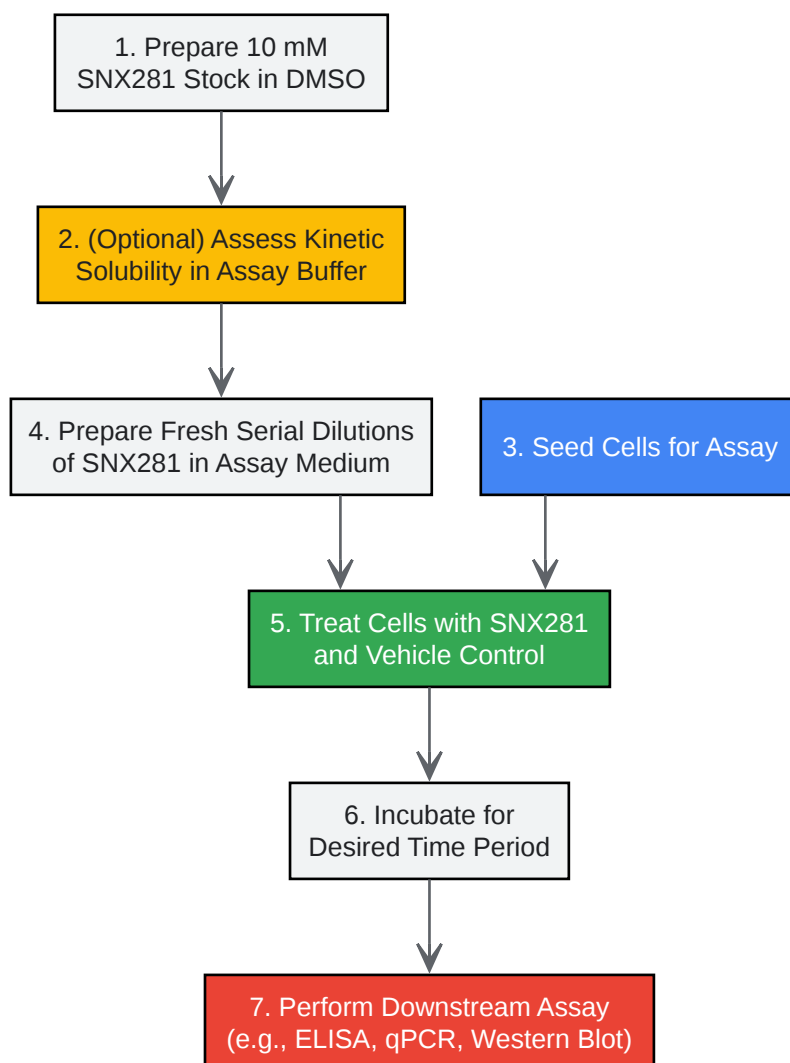 1. Prepare 10 mM
SNX281 Stock in DMSO
2. (Optional) Assess Kinetic
Solubility in Assay Buffer
4. Prepare Fresh Serial Dilutions
of SNX281 in Assay Medium
3. Seed Cells for Assay
5. Treat Cells with SNX281
and Vehicle Control
6. Incubate for
Desired Time Period
7. Perform Downstream Assay
(e.g., ELISA, qPCR, Western Blot)